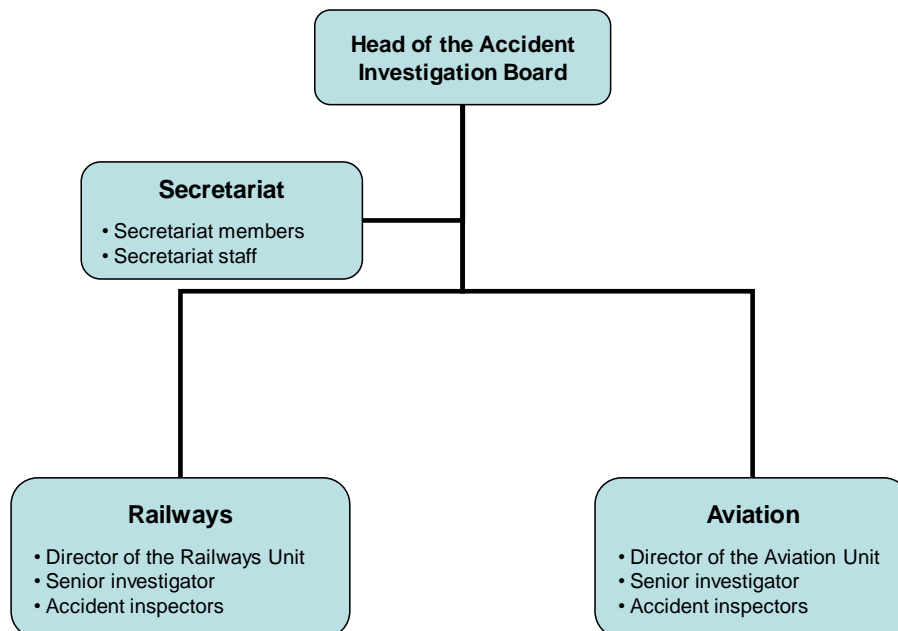 Head of the Accident
Investigation Board
Secretariat
• Secretariat members
• Secretariat staff
Railways
• Director of the Railways Unit
• Senior investigator
• Accident inspectors
Aviation
• Director of the Aviation Unit
• Senior investigator
• Accident inspectors